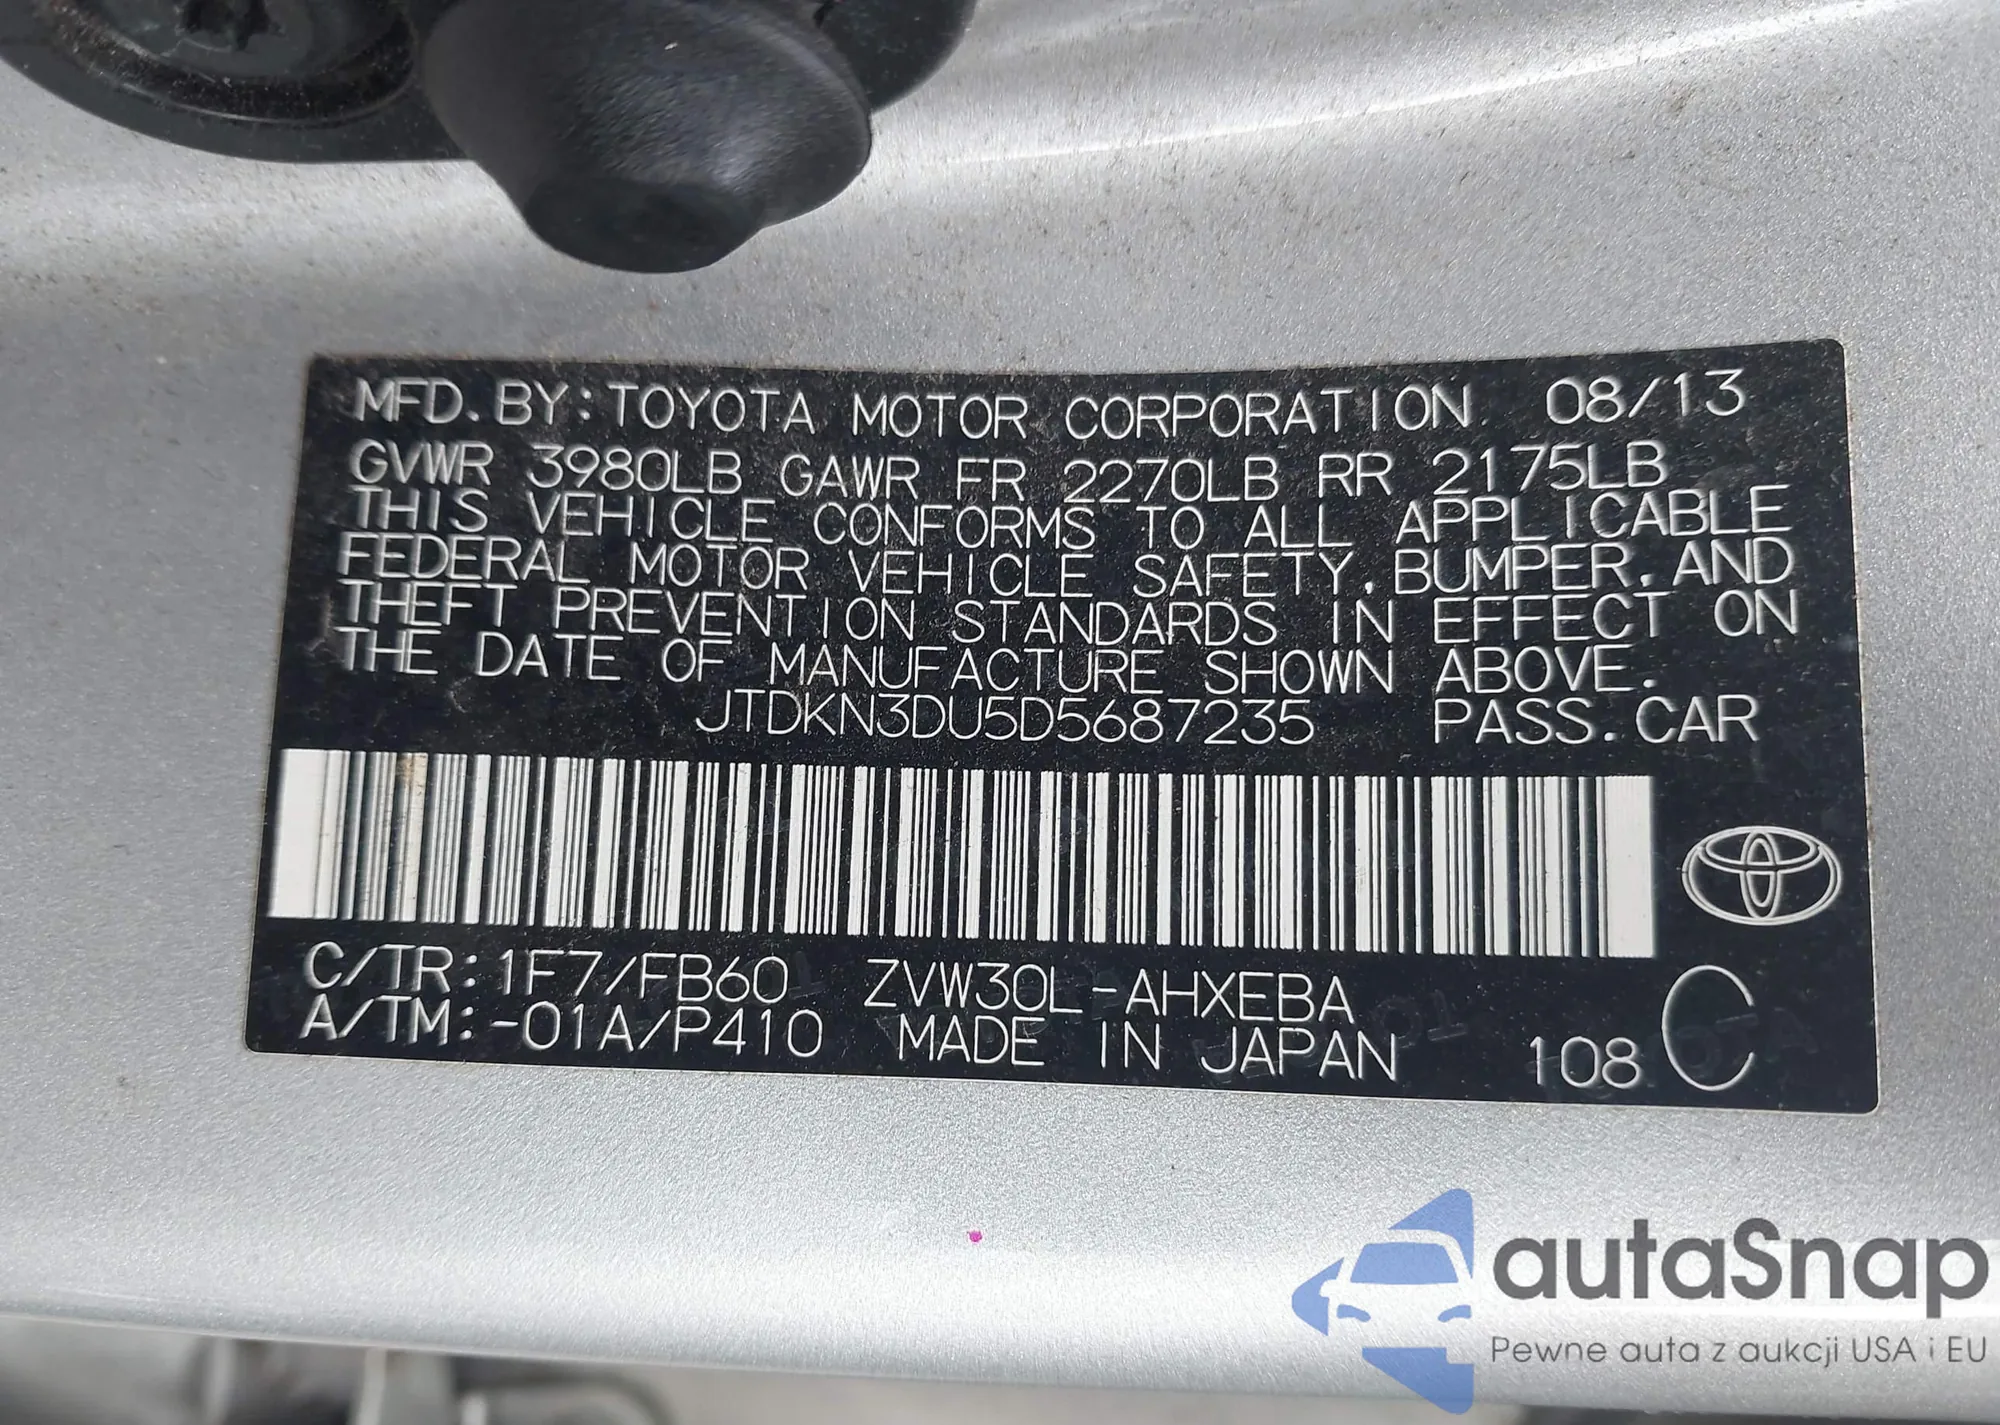 MFD. BY: TOYOTA MOTOR CORPORATION 08/13
GVWR 3980LB GAWR FR 2270LB RR 2175LB
THIS VEHICLE CONFORMS TO ALL APPLICABLE
FEDERAL MOTOR VEHICLE SAFETY, BUMPER, AND
THEFT PREVENTION STANDARDS IN EFFECT ON
THE DATE OF MANUFACTURE SHOWN ABOVE.
JTDKN3DU5D5687235 PASS. CAR
C/TR: 1F7/FB60 ZVW30L-AHXEBA
A/TM: -01A/P410 MADE IN JAPAN 108 C
autaSnap
Pewne auta z aukcji USA i EU